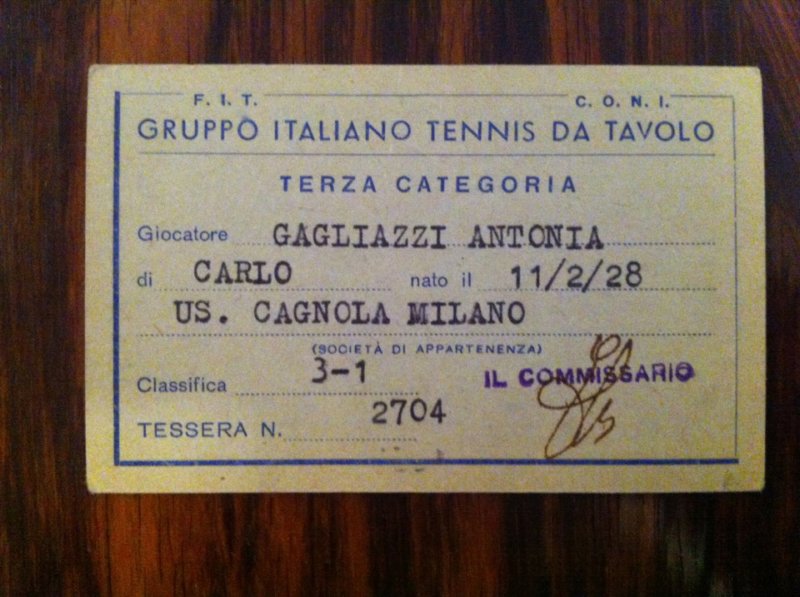 F. I. T. C. O. N. I.
GRUPPO ITALIANO TENNIS DA TAVOLO
TERZA CATEGORIA
Giocatore GAGLIAZZI ANTONIA
di CARLO nato il 11/2/28
US. CAGNOLA MILANO
(SOCIETÀ DI APPARTENENZA)
Classifica 3-1 IL COMMISSARIO
TESSERA N. 2704